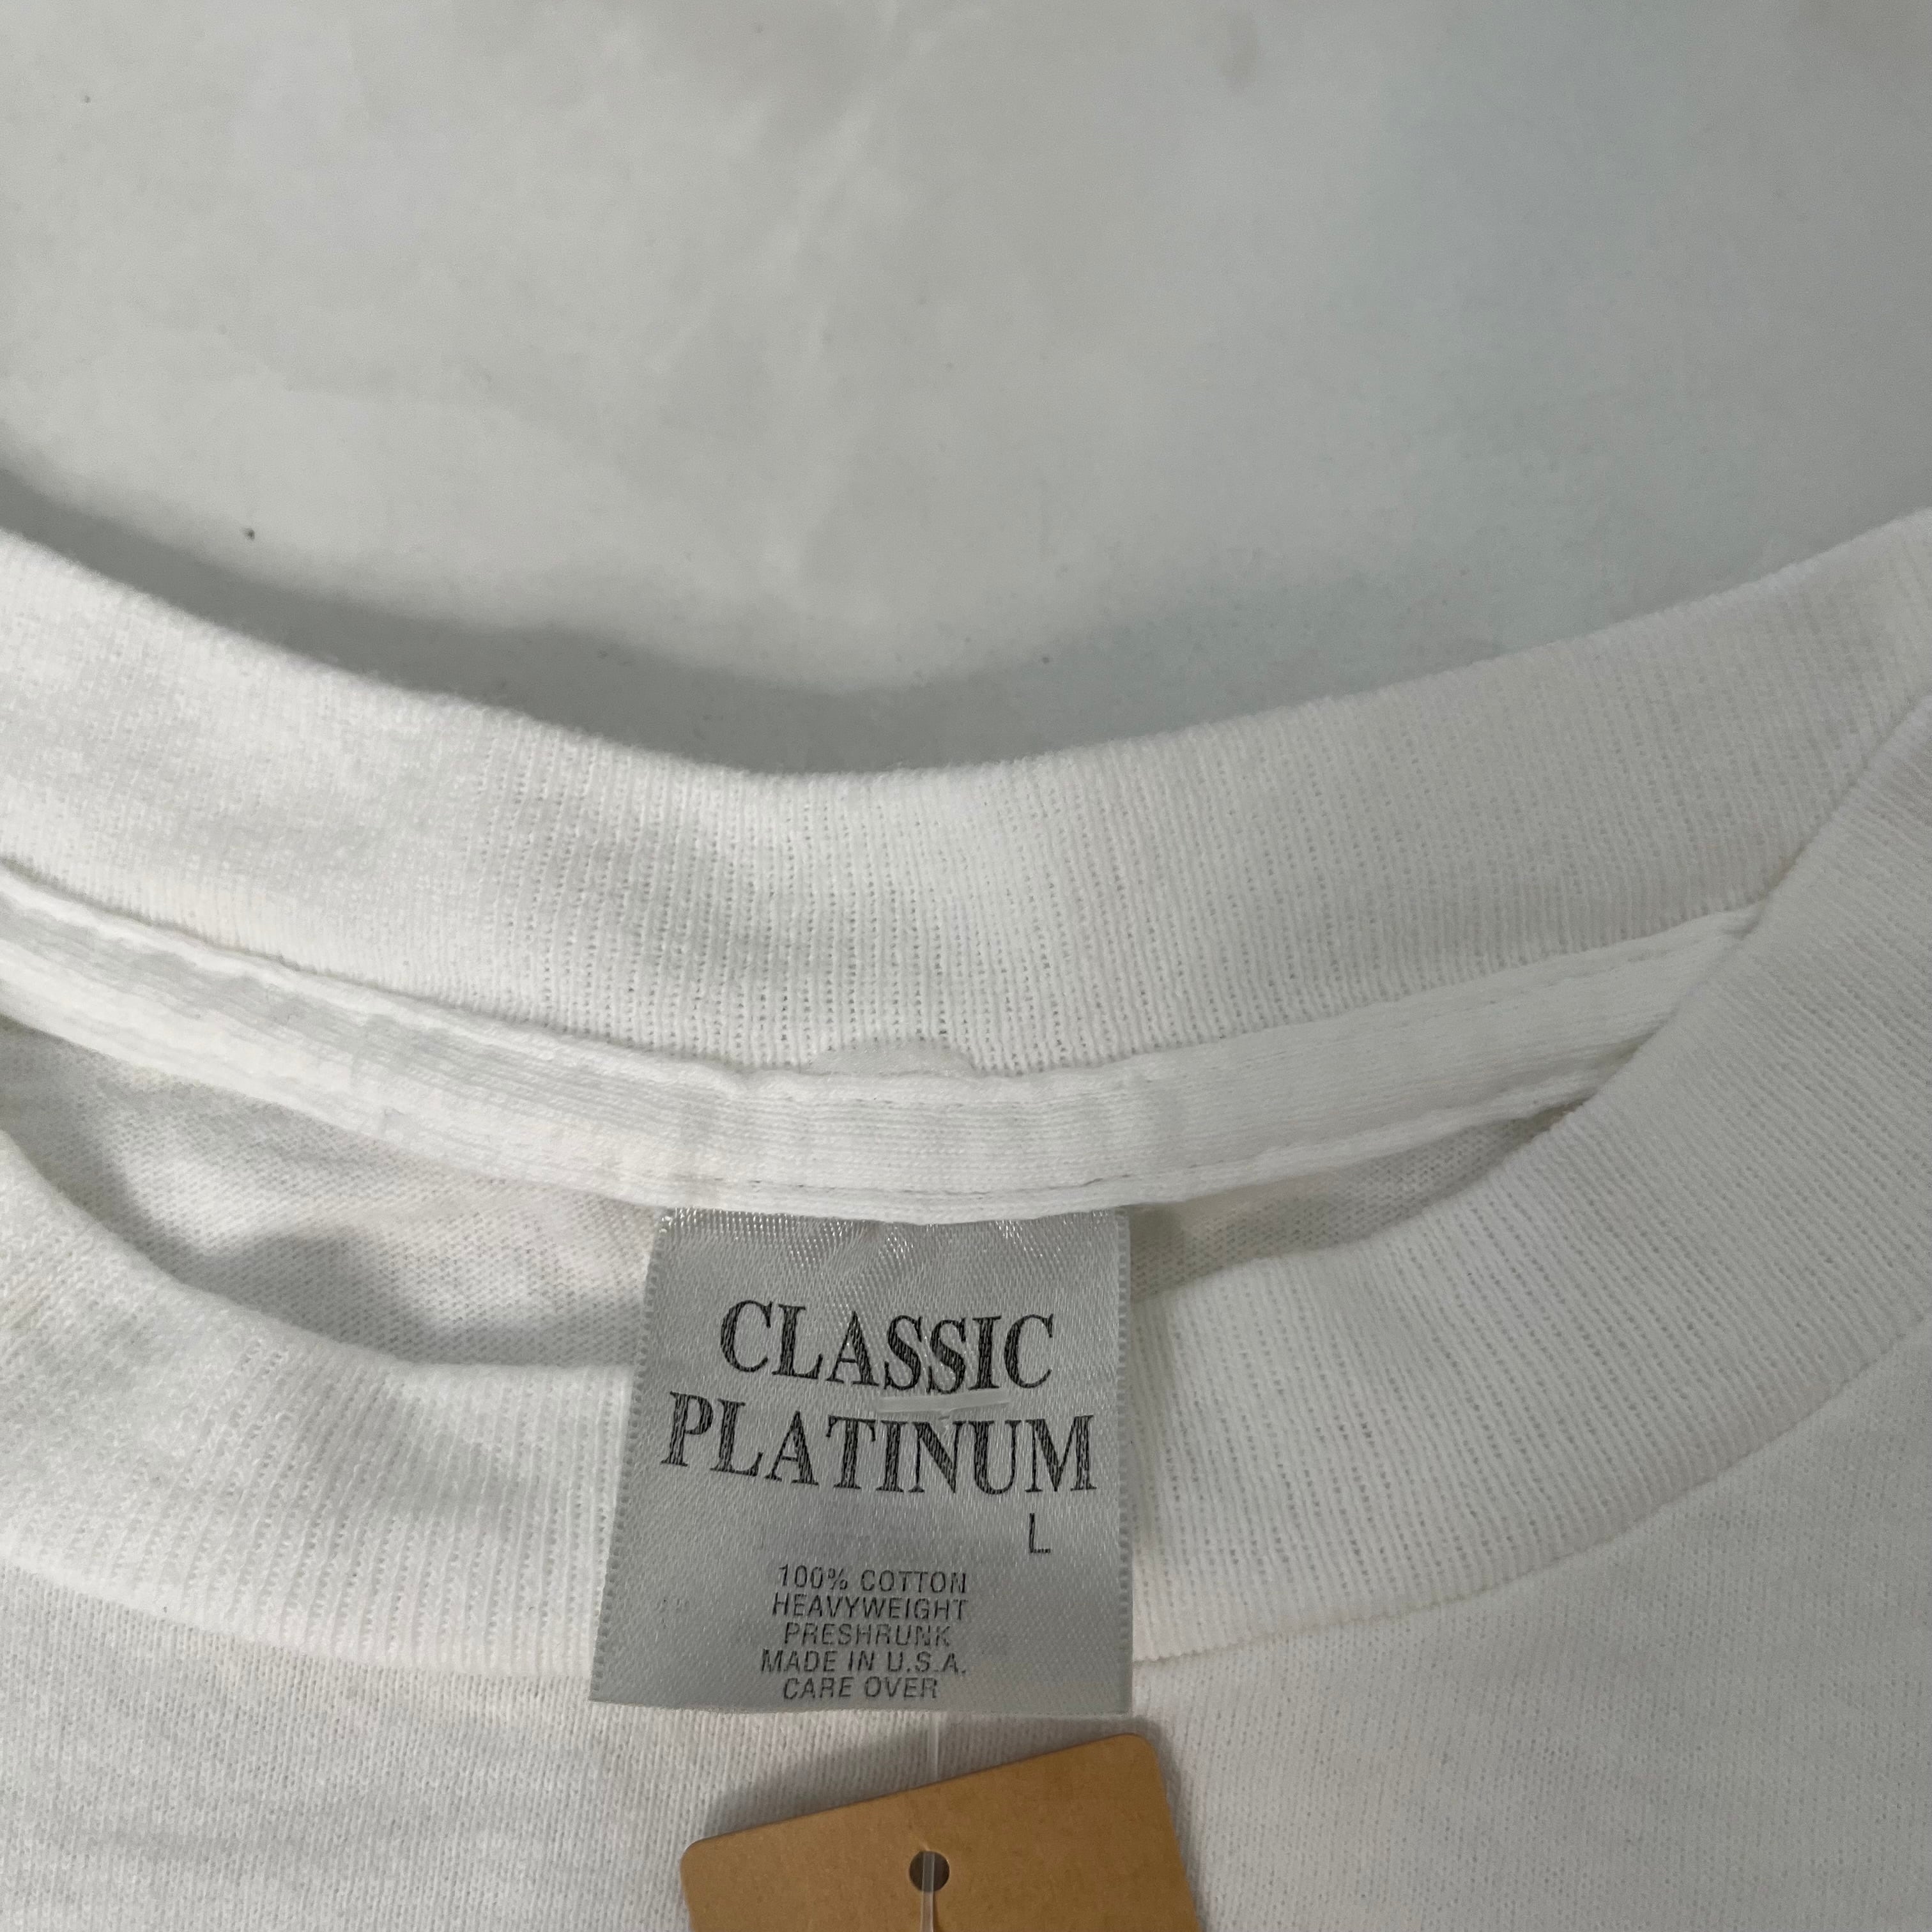 CLASSIC
PLATINUM
L
100% COTTON
HEAVYWEIGHT
PRESHRUNK
MADE IN U.S.A.
CARE OVER